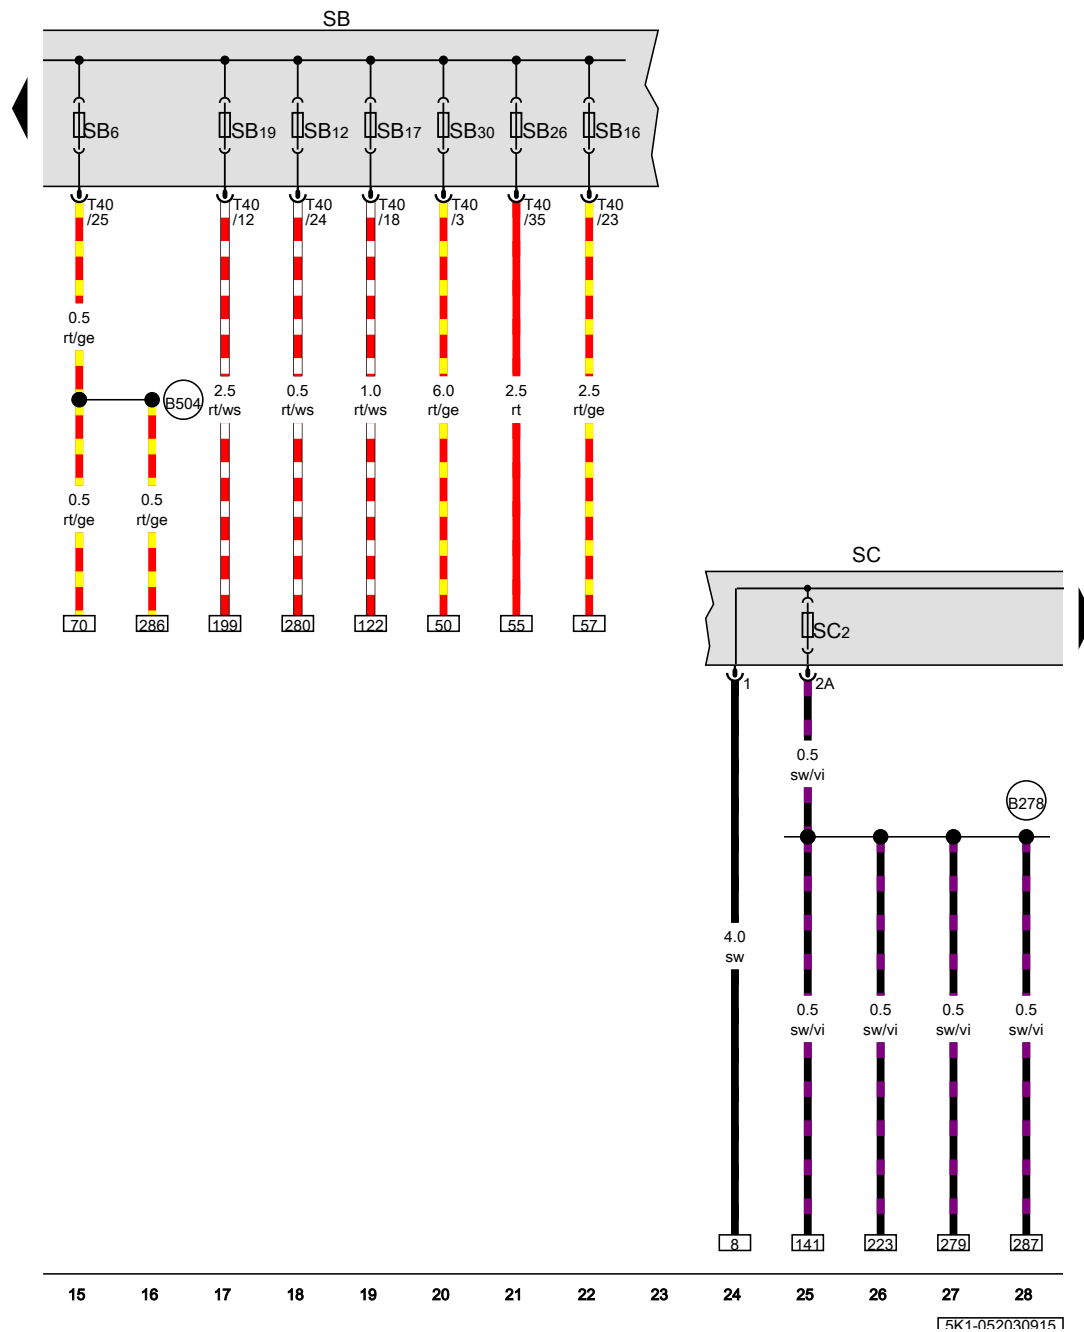 SB
SB6 SB19 SB12 SB17 SB30 SB26 SB16
T40 T40 T40 T40 T40 T40 T40
/25 /12 /24 /18 /3 /35 /23
0.5
rt/ge
B504
2.5 0.5 1.0 6.0 2.5 2.5
rt/ws rt/ws rt/ws rt/ge rt rt/ge
0.5 0.5
rt/ge rt/ge
70 286 199 280 122 50 55 57
SC
SC2
1 2A
0.5
sw/vi
B278
4.0
sw
0.5 0.5 0.5 0.5
sw/vi sw/vi sw/vi sw/vi
8 141 223 279 287
15 16 17 18 19 20 21 22 23 24 25 26 27 28
5K1-052030915